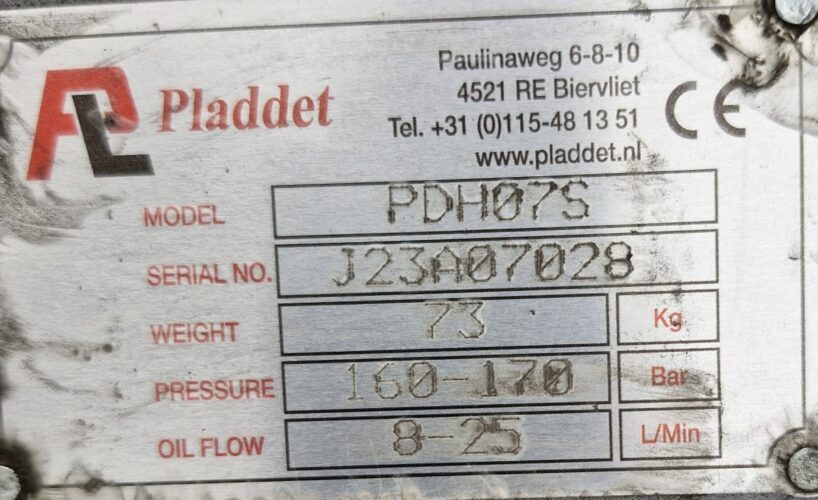 PL Pladdet
Paulinaweg 6-8-10
4521 RE Biervliet
Tel. +31 (0)115-48 13 51
www.pladdet.nl
CE
MODEL PDH07S
SERIAL NO. J23A07028
WEIGHT 73 Kg
PRESSURE 160-170 Bar
OIL FLOW 8-25 L/Min